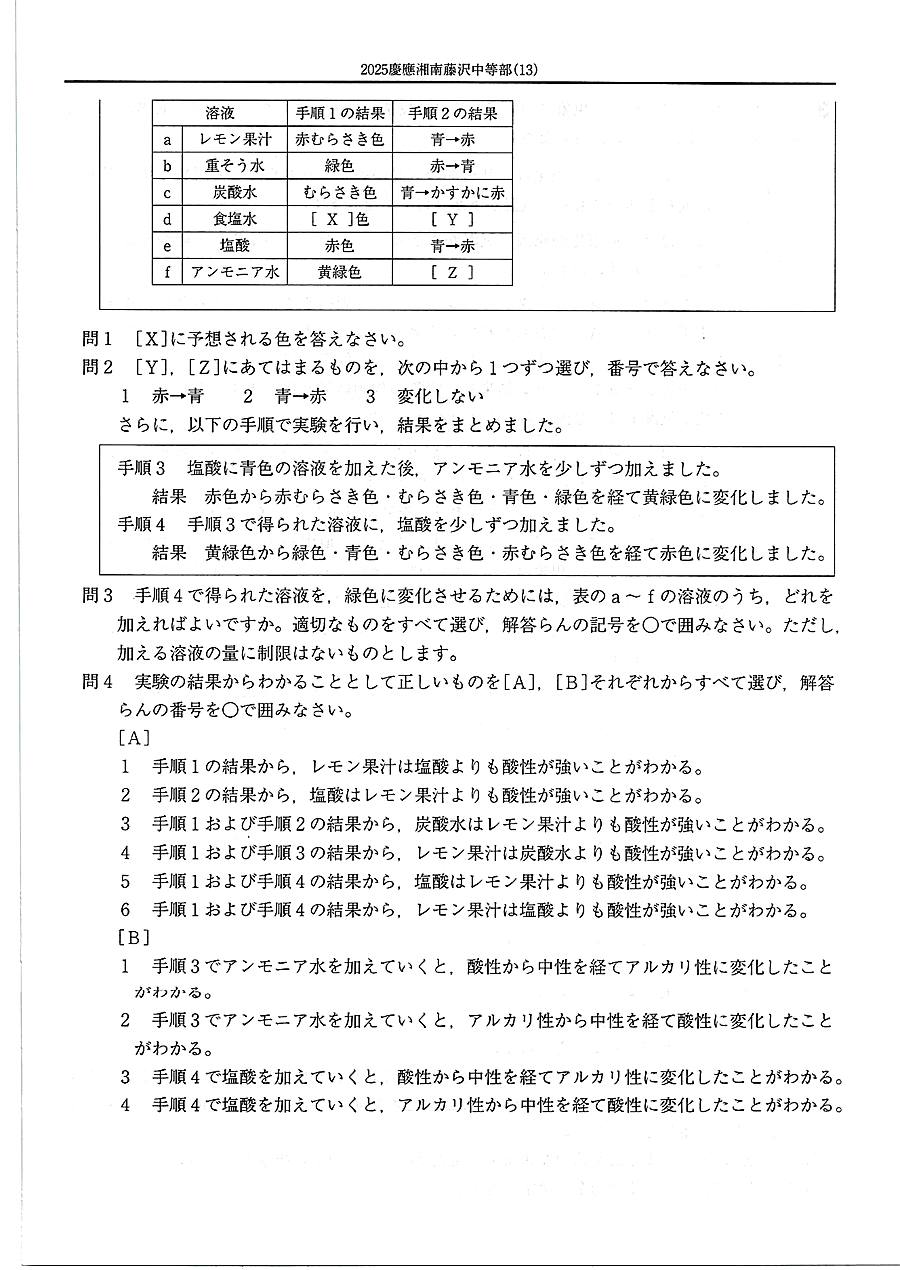 2025慶應湘南藤沢中等部(13)
溶液 手順1の結果 手順2の結果
a レモン果汁 赤むらさき色 青→赤
b 重そう水 緑色 赤→青
c 炭酸水 むらさき色 青→かすかに赤
d 食塩水 [ X ]色 [ Y ]
e 塩酸 赤色 青→赤
f アンモニア水 黄緑色 [ Z ]
問1 [X]に予想される色を答えなさい。
問2 [Y],[Z]にあてはまるものを,次の中から1つずつ選び,番号で答えなさい。
1 赤→青 2 青→赤 3 変化しない
さらに,以下の手順で実験を行い,結果をまとめました。
手順3 塩酸に青色の溶液を加えた後,アンモニア水を少しずつ加えました。
結果 赤色から赤むらさき色・むらさき色・青色・緑色を経て黄緑色に変化しました。
手順4 手順3で得られた溶液に,塩酸を少しずつ加えました。
結果 黄緑色から緑色・青色・むらさき色・赤むらさき色を経て赤色に変化しました。
問3 手順4で得られた溶液を,緑色に変化させるためには,表のa~fの溶液のうち,どれを
加えればよいですか。適切なものをすべて選び,解答らんの記号を○で囲みなさい。ただし,
加える溶液の量に制限はないものとします。
問4 実験の結果からわかることとして正しいものを[A],[B]それぞれからすべて選び,解答
らんの番号を○で囲みなさい。
[A]
1 手順1の結果から,レモン果汁は塩酸よりも酸性が強いことがわかる。
2 手順2の結果から,塩酸はレモン果汁よりも酸性が強いことがわかる。
3 手順1および手順2の結果から,炭酸水はレモン果汁よりも酸性が強いことがわかる。
4 手順1および手順3の結果から,レモン果汁は炭酸水よりも酸性が強いことがわかる。
5 手順1および手順4の結果から,塩酸はレモン果汁よりも酸性が強いことがわかる。
6 手順1および手順4の結果から,レモン果汁は塩酸よりも酸性が強いことがわかる。
[B]
1 手順3でアンモニア水を加えていくと,酸性から中性を経てアルカリ性に変化したこと
がわかる。
2 手順3でアンモニア水を加えていくと,アルカリ性から中性を経て酸性に変化したこと
がわかる。
3 手順4で塩酸を加えていくと,酸性から中性を経てアルカリ性に変化したことがわかる。
4 手順4で塩酸を加えていくと,アルカリ性から中性を経て酸性に変化したことがわかる。